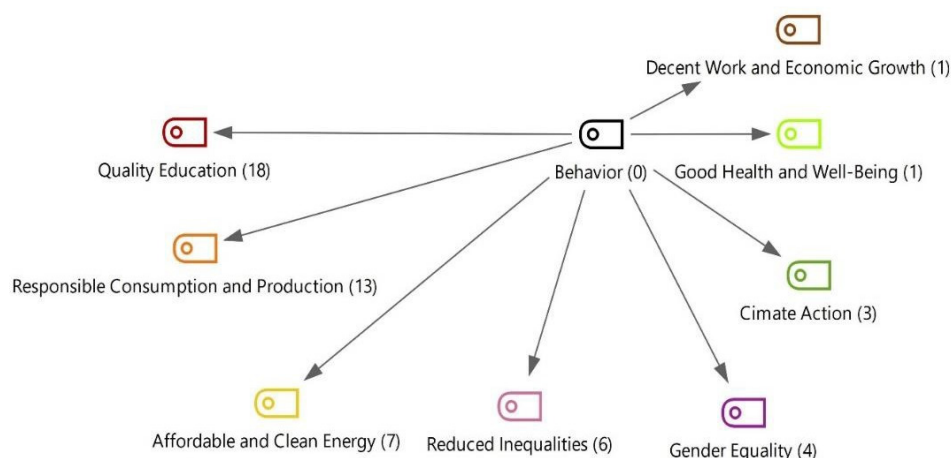 Decent Work and Economic Growth (1)
Quality Education (18)
Behavior (0)
Good Health and Well-Being (1)
Responsible Consumption and Production (13)
Cimate Action (3)
Affordable and Clean Energy (7)
Reduced Inequalities (6)
Gender Equality (4)